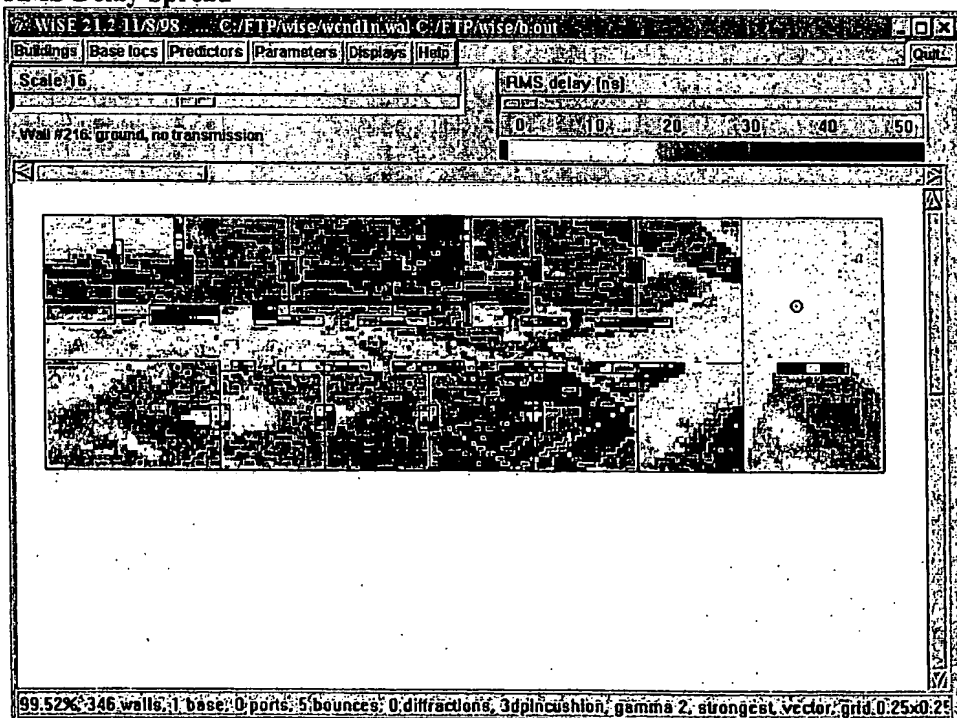 RMS Delay Spread
WiSE 21.2 11/8/98 .... C:/FTP/wise/wcnd1n.wal C:/FTP/wise/b.out
Buildings Base locs Predictors Parameters Displays Help Quit
Scale 16
RMS delay (ns)
Wall #216: ground, no transmission
0 10 20 30 40 50
99.52%, 346 walls, 1 base, 0 ports, 5 bounces, 0 diffractions, 3dpincushion, gamma 2, strongest, vector, grid 0.25x0.25